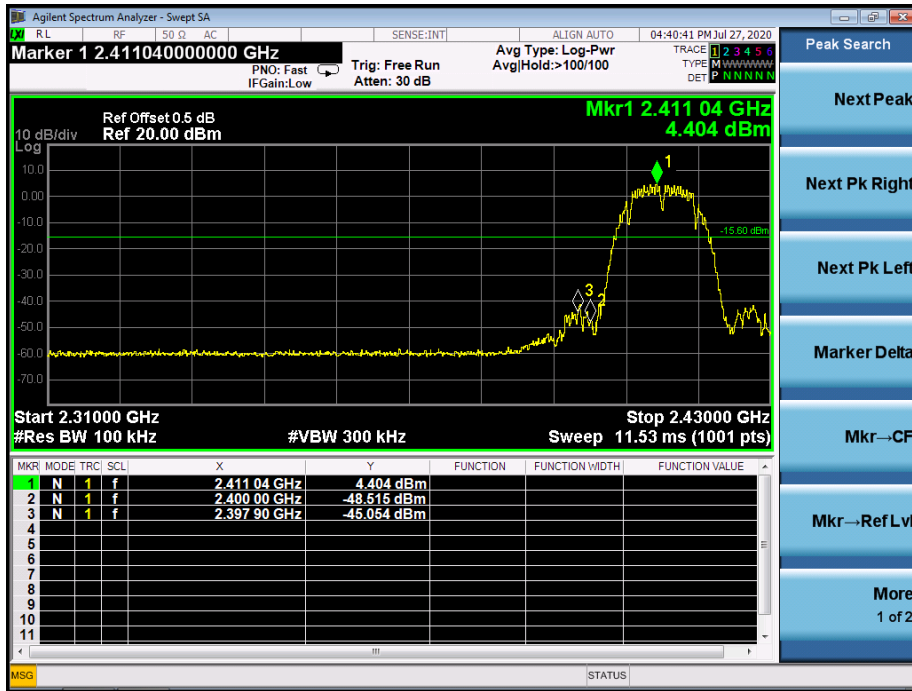 Agilent Spectrum Analyzer - Swept SA
LXI RL RF 50 Ω AC SENSE:INT ALIGN AUTO 04:40:41 PM Jul 27, 2020
Marker 1 2.411040000000 GHz
PNO: Fast
IFGain:Low
Trig: Free Run
Atten: 30 dB
Avg Type: Log-Pwr
Avg|Hold:>100/100
TRACE 1 2 3 4 5 6
TYPE M WWWWW
DET P N N N N N
Peak Search
Next Peak
Next Pk Right
Next Pk Left
Marker Delta
Mkr→CF
Mkr→Ref Lvl
More
1 of 2
Mkr1 2.411 04 GHz
4.404 dBm
Ref Offset 0.5 dB
10 dB/div Ref 20.00 dBm
Log
10.0
0.00
-10.0
-20.0
-30.0
-40.0
-50.0
-60.0
-70.0
1
-15.60 dBm
3
2
Start 2.31000 GHz Stop 2.43000 GHz
#Res BW 100 kHz #VBW 300 kHz Sweep 11.53 ms (1001 pts)
MKR MODE TRC SCL X Y FUNCTION FUNCTION WIDTH FUNCTION VALUE
1 N 1 f 2.411 04 GHz 4.404 dBm
2 N 1 f 2.400 00 GHz -48.515 dBm
3 N 1 f 2.397 90 GHz -45.054 dBm
4
5
6
7
8
9
10
11
MSG STATUS